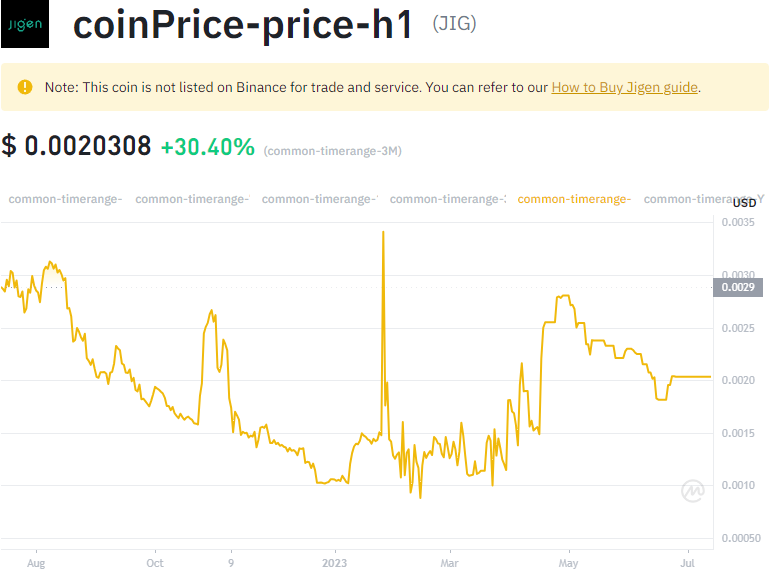 Jigen
coinPrice-price-h1 (JIG)
Note: This coin is not listed on Binance for trade and service. You can refer to our How to Buy Jigen guide.
$ 0.0020308 +30.40% (common-timerange-3M)
common-timerange- common-timerange- common-timerange- common-timerange- common-timerange- common-timerange-Y
USD
0.0035
0.0030
0.0029
0.0025
0.0020
0.0015
0.0010
0.00050
Aug Oct 9 2023 Mar May Jul